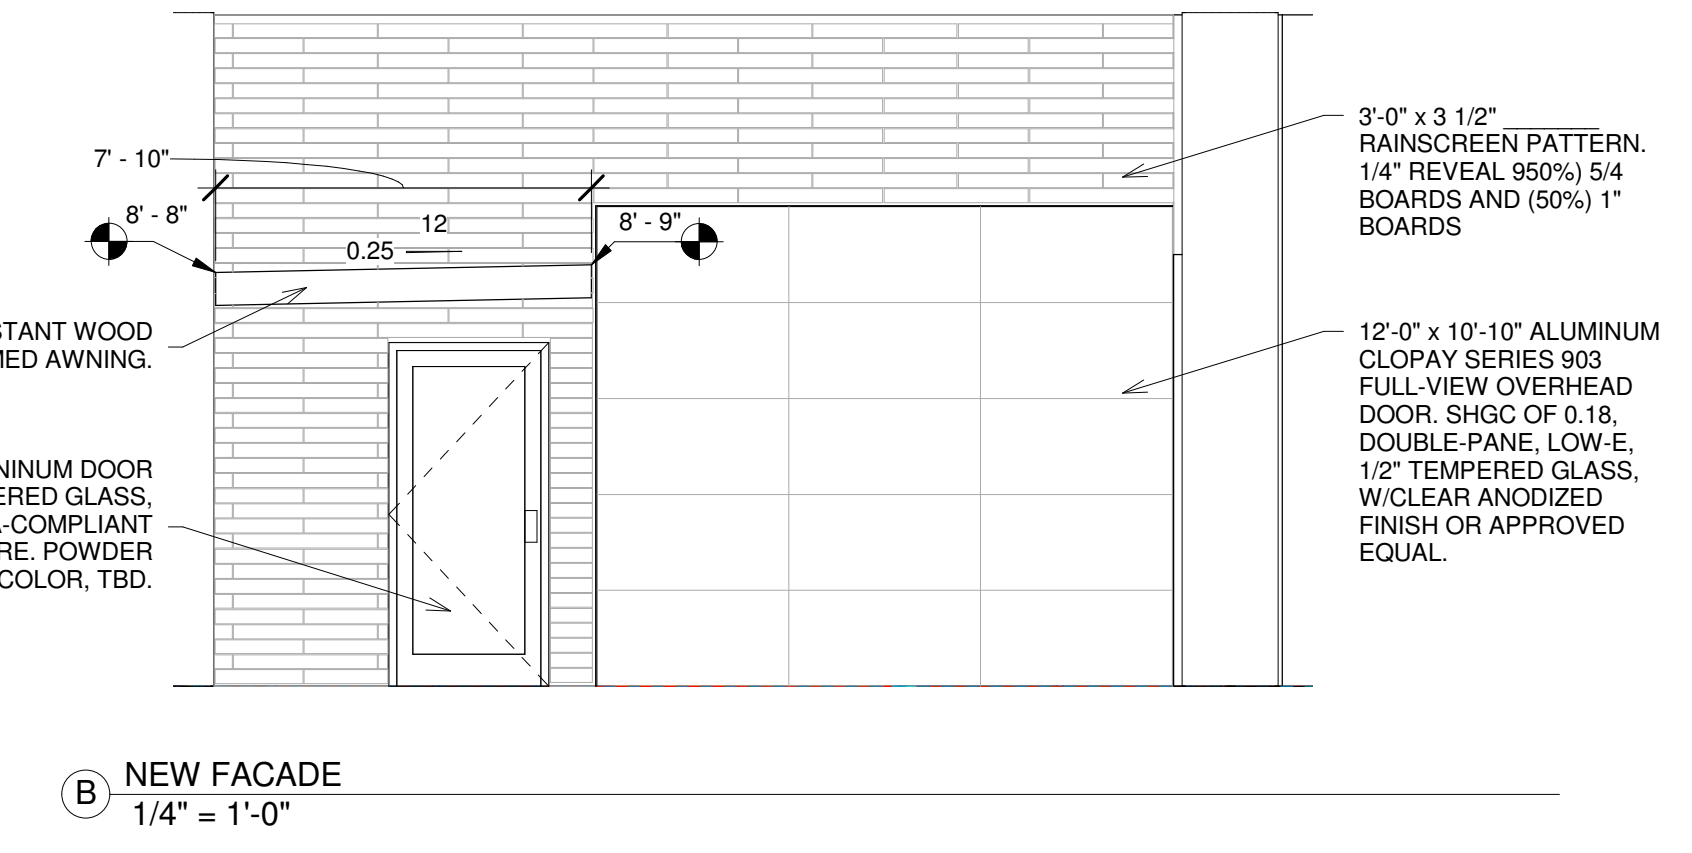 3'-0" x 3 1/2" _______
RAINSCREEN PATTERN.
1/4" REVEAL 950%) 5/4
BOARDS AND (50%) 1"
BOARDS
7' - 10"
8' - 8"
12
0.25
8' - 9"
STANT WOOD
MED AWNING.
12'-0" x 10'-10" ALUMINUM
CLOPAY SERIES 903
FULL-VIEW OVERHEAD
DOOR. SHGC OF 0.18,
DOUBLE-PANE, LOW-E,
1/2" TEMPERED GLASS,
W/CLEAR ANODIZED
FINISH OR APPROVED
EQUAL.
NINUM DOOR
ERED GLASS,
A-COMPLIANT
RE. POWDER
COLOR, TBD.
B
NEW FACADE
1/4" = 1'-0"